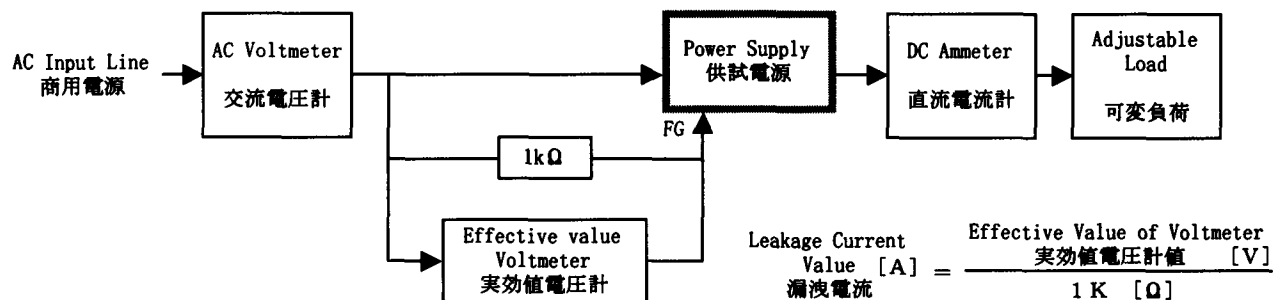 AC Input Line
商用電源
AC Voltmeter
交流電圧計
Power Supply
供試電源
DC Ammeter
直流電流計
Adjustable
Load
可変負荷
FG
1kΩ
Effective value
Voltmeter
実効値電圧計
Leakage Current
Value [A] =
漏洩電流
Effective Value of Voltmeter
実効値電圧計値 [V]
1 K [Ω]